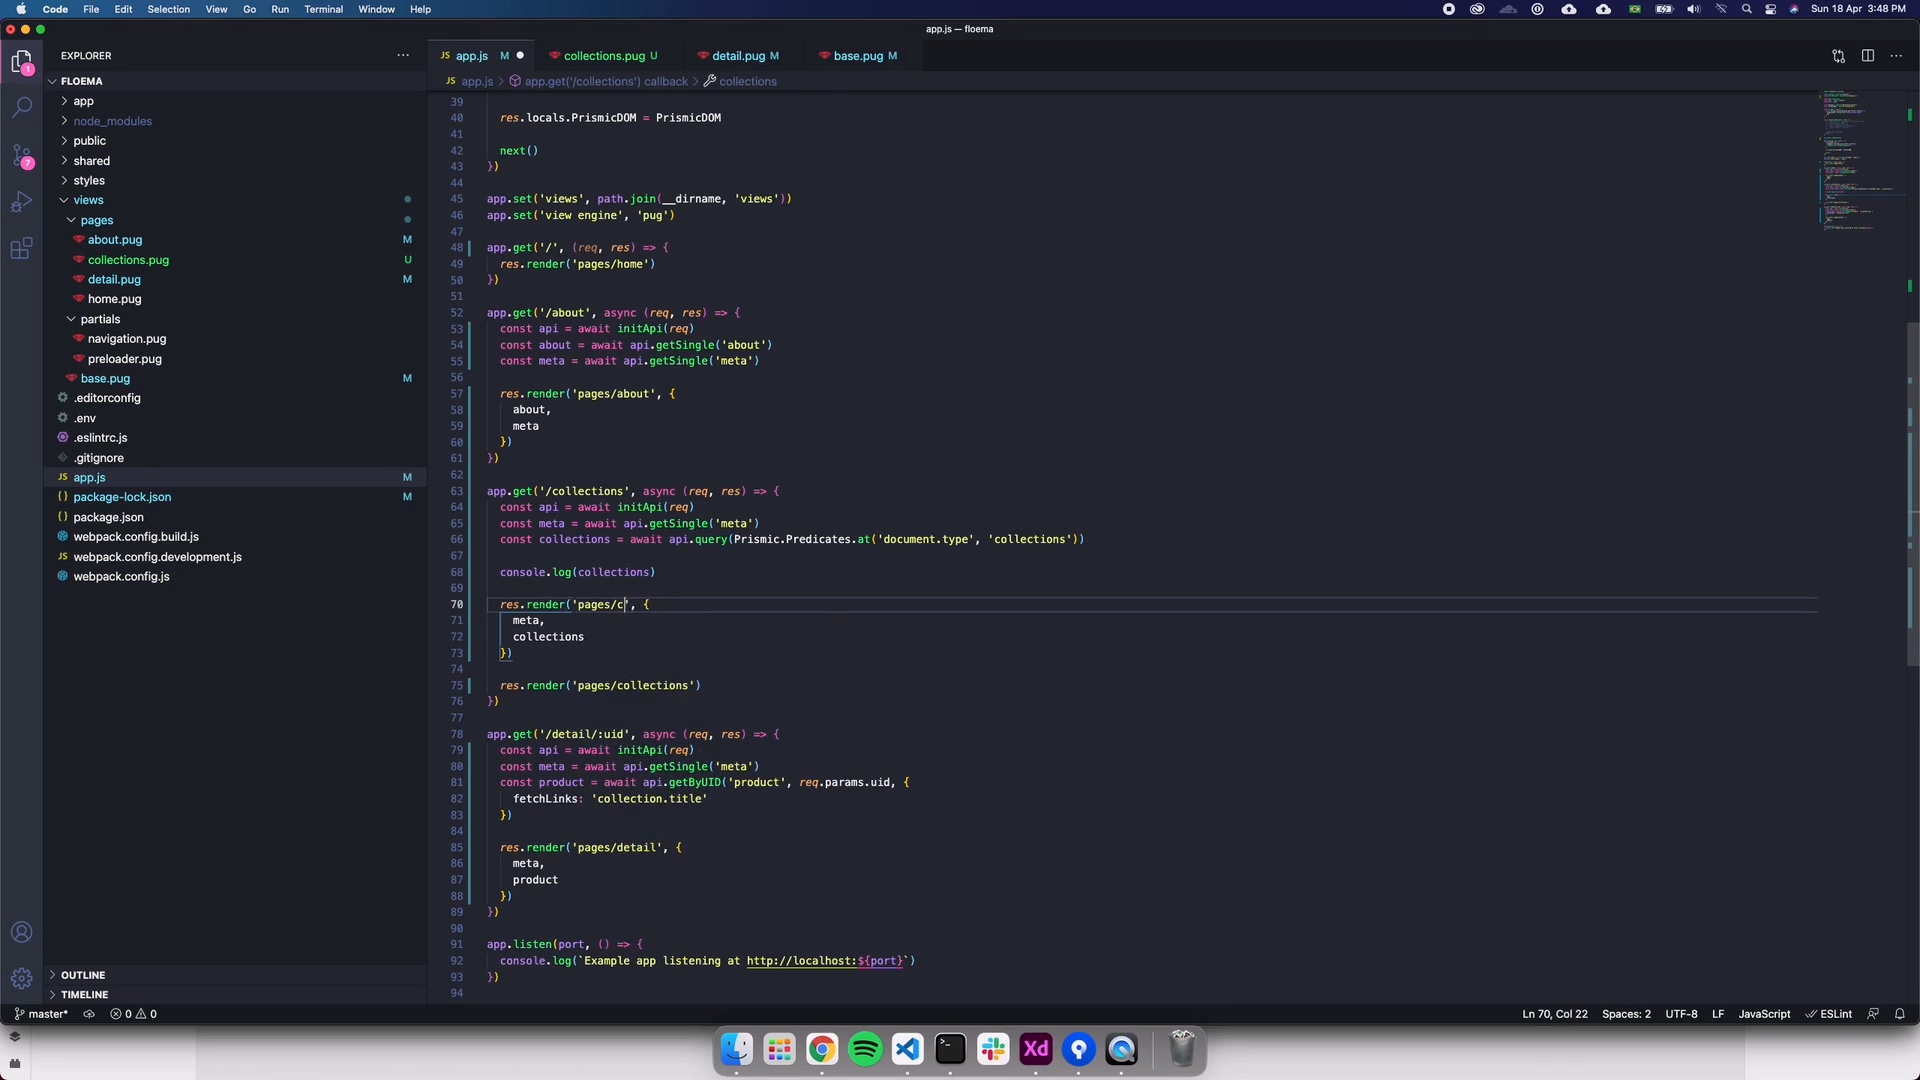 Code File Edit Selection View Go Run Terminal Window Help Sun 18 Apr 3:48 PM
app.js — floema
EXPLORER
JS app.js M
collections.pug U
detail.pug M
base.pug M
FLOEMA
JS app.js > app.get('/collections') callback > collections
app
node_modules
public
shared
styles
views
pages
about.pug M
collections.pug U
detail.pug M
home.pug
partials
navigation.pug
preloader.pug
base.pug M
.editorconfig
.env
.eslintrc.js
.gitignore
JS app.js M
{} package-lock.json M
{} package.json
webpack.config.build.js
JS webpack.config.development.js
webpack.config.js
OUTLINE
TIMELINE
1
7
39
40 res.locals.PrismicDOM = PrismicDOM
41
42 next()
43 })
44
45 app.set('views', path.join(__dirname, 'views'))
46 app.set('view engine', 'pug')
47
48 app.get('/', (req, res) => {
49 res.render('pages/home')
50 })
51
52 app.get('/about', async (req, res) => {
53 const api = await initApi(req)
54 const about = await api.getSingle('about')
55 const meta = await api.getSingle('meta')
56
57 res.render('pages/about', {
58 about,
59 meta
60 })
61 })
62
63 app.get('/collections', async (req, res) => {
64 const api = await initApi(req)
65 const meta = await api.getSingle('meta')
66 const collections = await api.query(Prismic.Predicates.at('document.type', 'collections'))
67
68 console.log(collections)
69
70 res.render('pages/c', {
71 meta,
72 collections
73 })
74
75 res.render('pages/collections')
76 })
77
78 app.get('/detail/:uid', async (req, res) => {
79 const api = await initApi(req)
80 const meta = await api.getSingle('meta')
81 const product = await api.getByUID('product', req.params.uid, {
82 fetchLinks: 'collection.title'
83 })
84
85 res.render('pages/detail', {
86 meta,
87 product
88 })
89 })
90
91 app.listen(port, () => {
92 console.log(`Example app listening at http://localhost:${port}`)
93 })
94
master* 0 0 Ln 70, Col 22 Spaces: 2 UTF-8 LF JavaScript ESLint
Xd